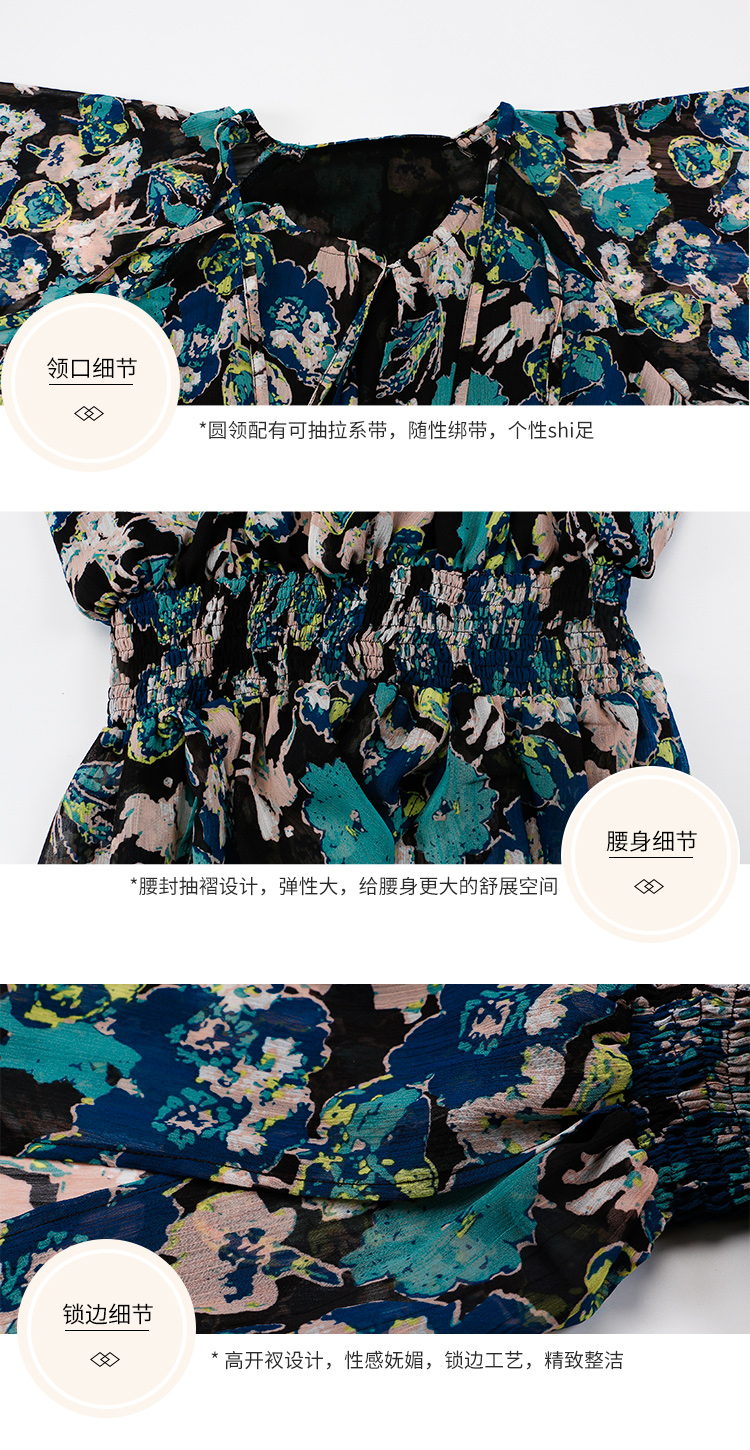 领口细节
*圆领配有可抽拉系带，随性绑带，个性shi足
腰身细节
*腰封抽褶设计，弹性大，给腰身更大的舒展空间
锁边细节
* 高开衩设计，性感妩媚，锁边工艺，精致整洁